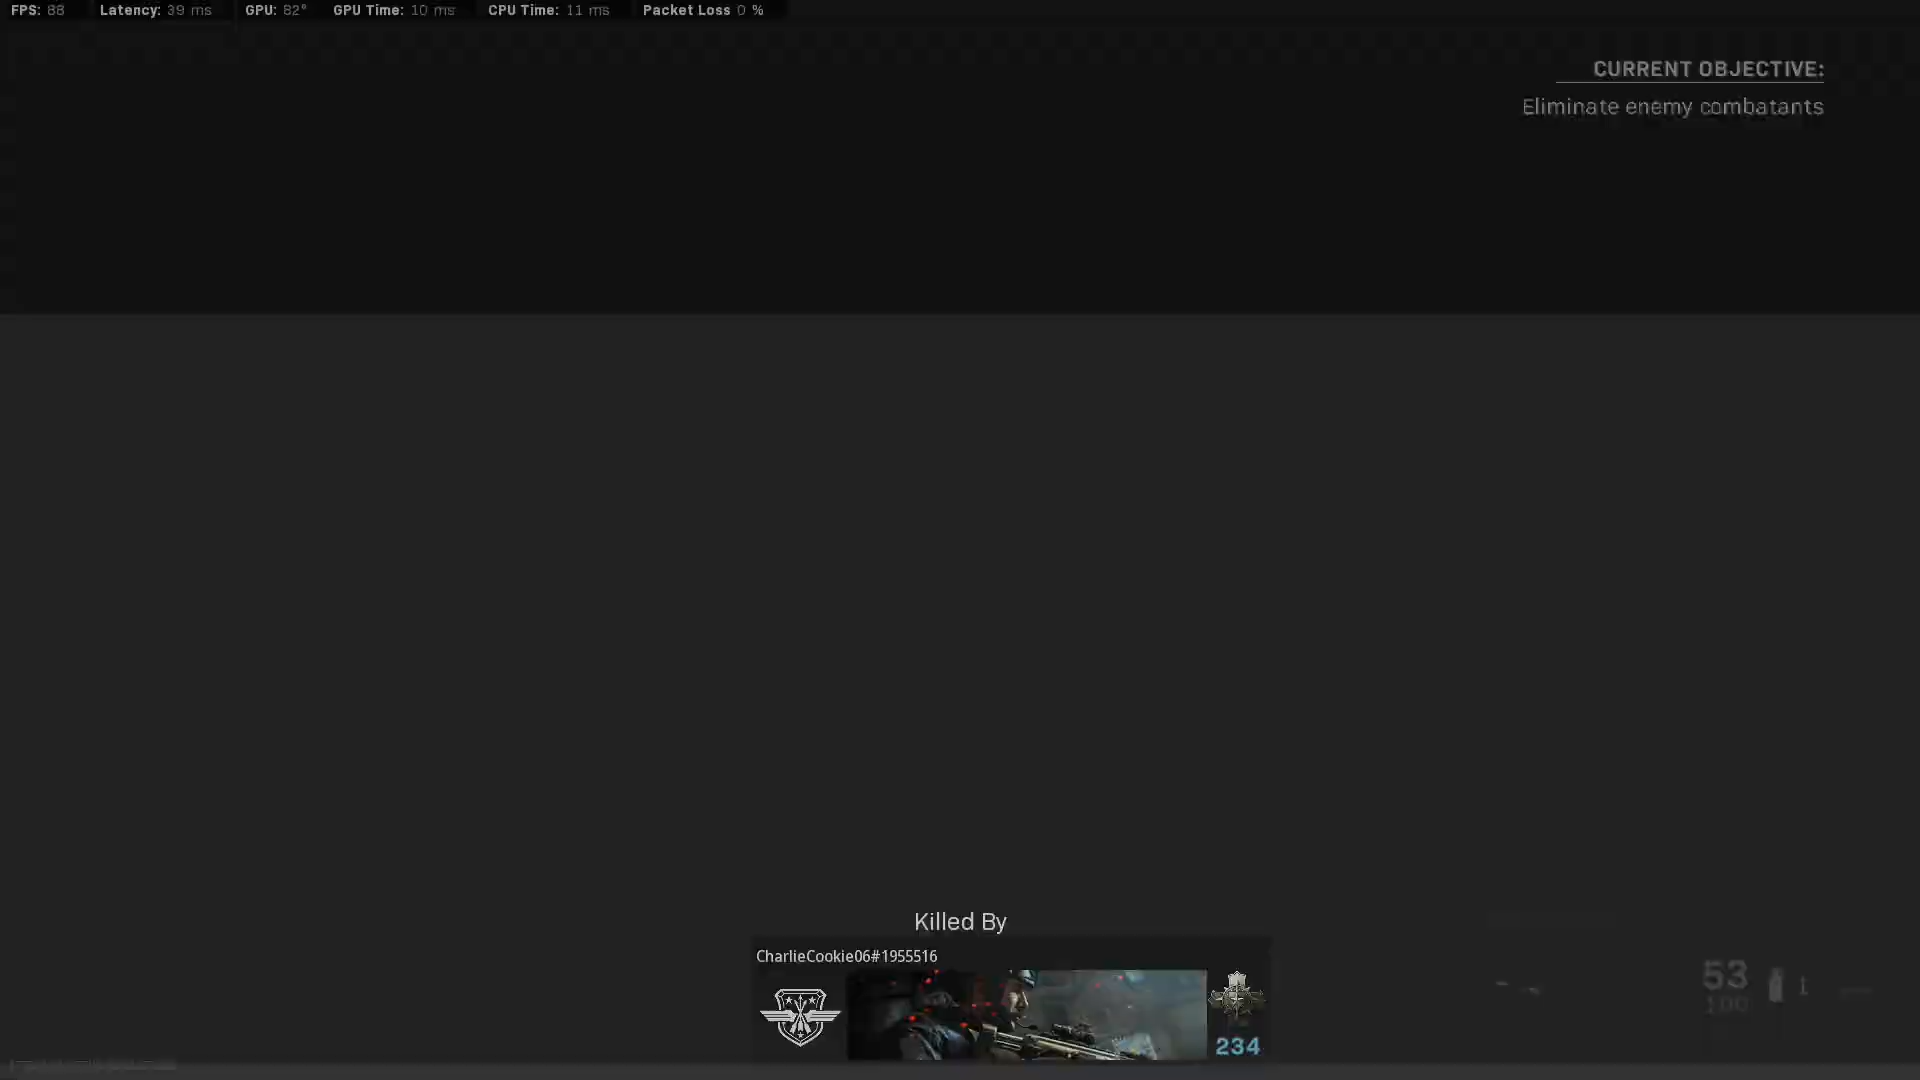 FPS: 88 Latency: 39 ms GPU: 82° GPU Time: 10 ms CPU Time: 11 ms Packet Loss 0 %
CURRENT OBJECTIVE:
Eliminate enemy combatants
Killed By
CharlieCookie06#1955516
234
53
100
1